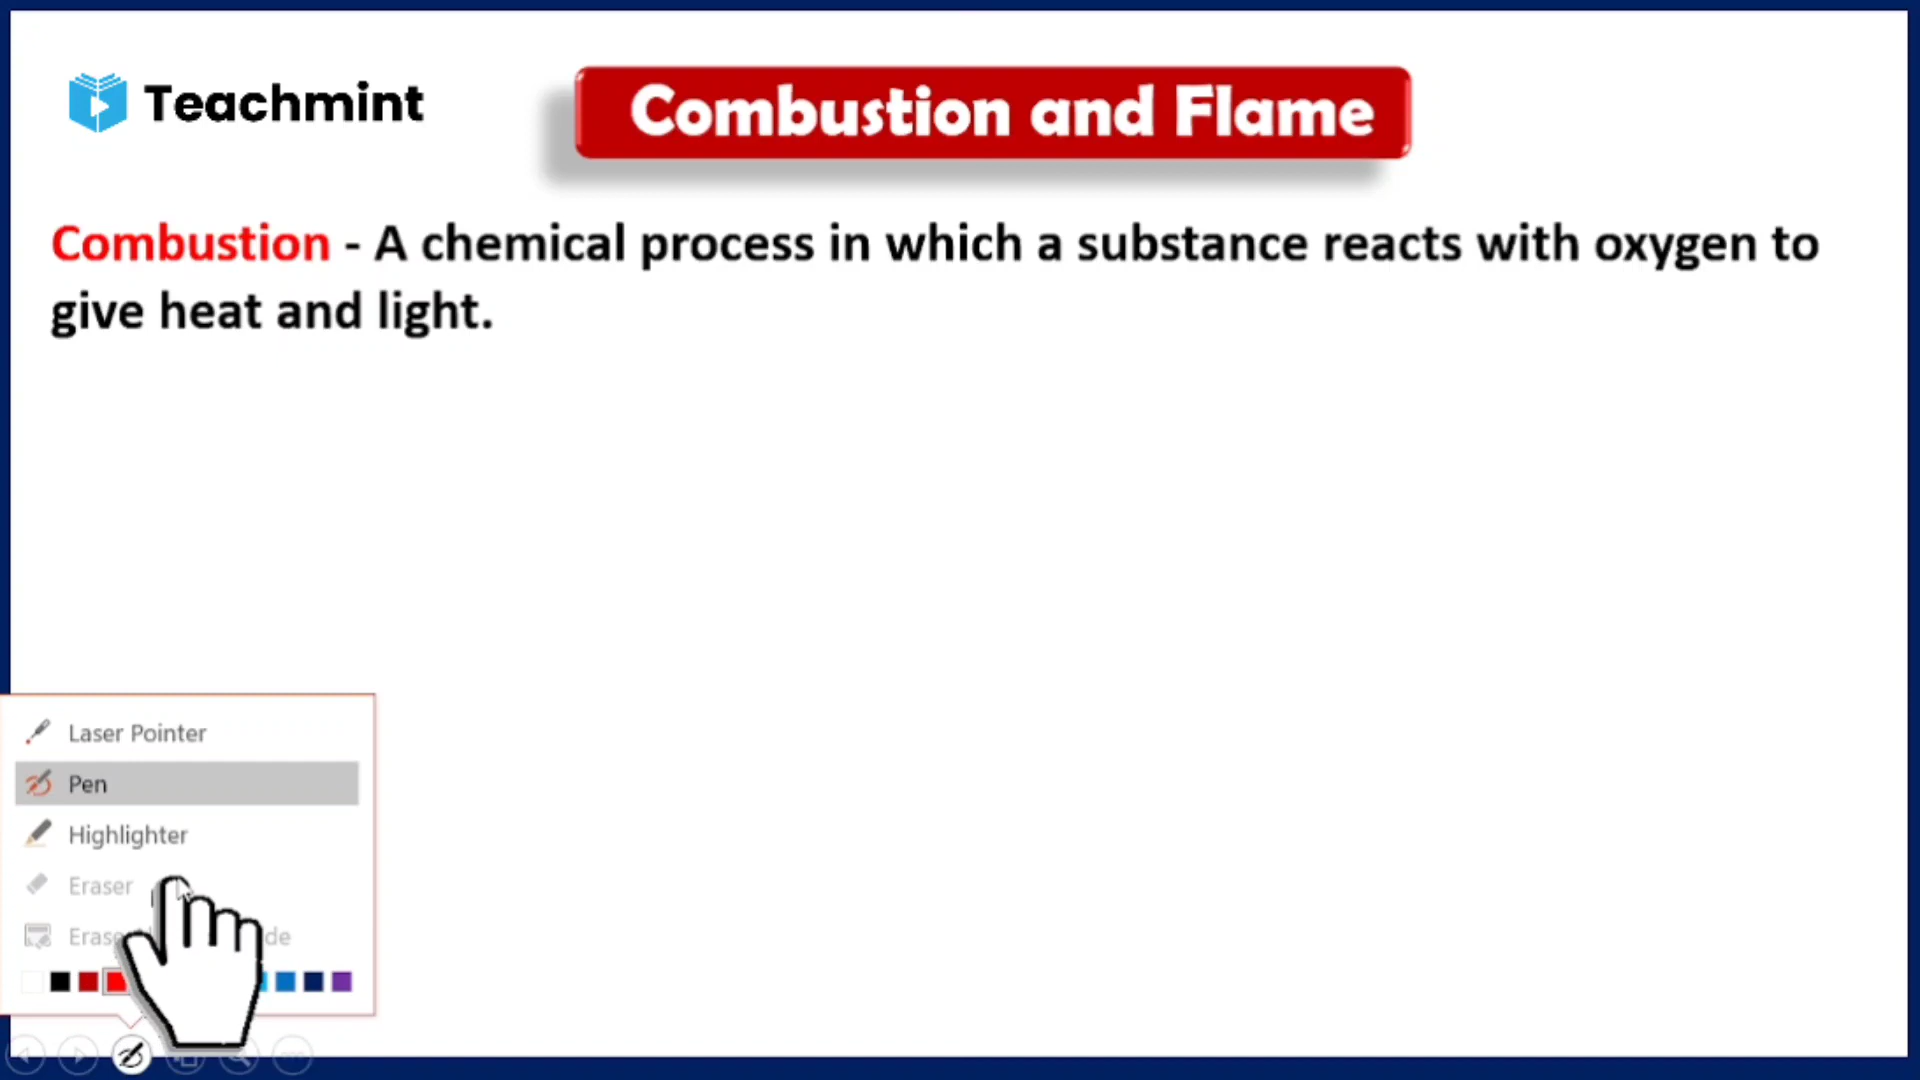 Teachmint
Combustion and Flame
Combustion - A chemical process in which a substance reacts with oxygen to
give heat and light.
Laser Pointer
Pen
Highlighter
Eraser